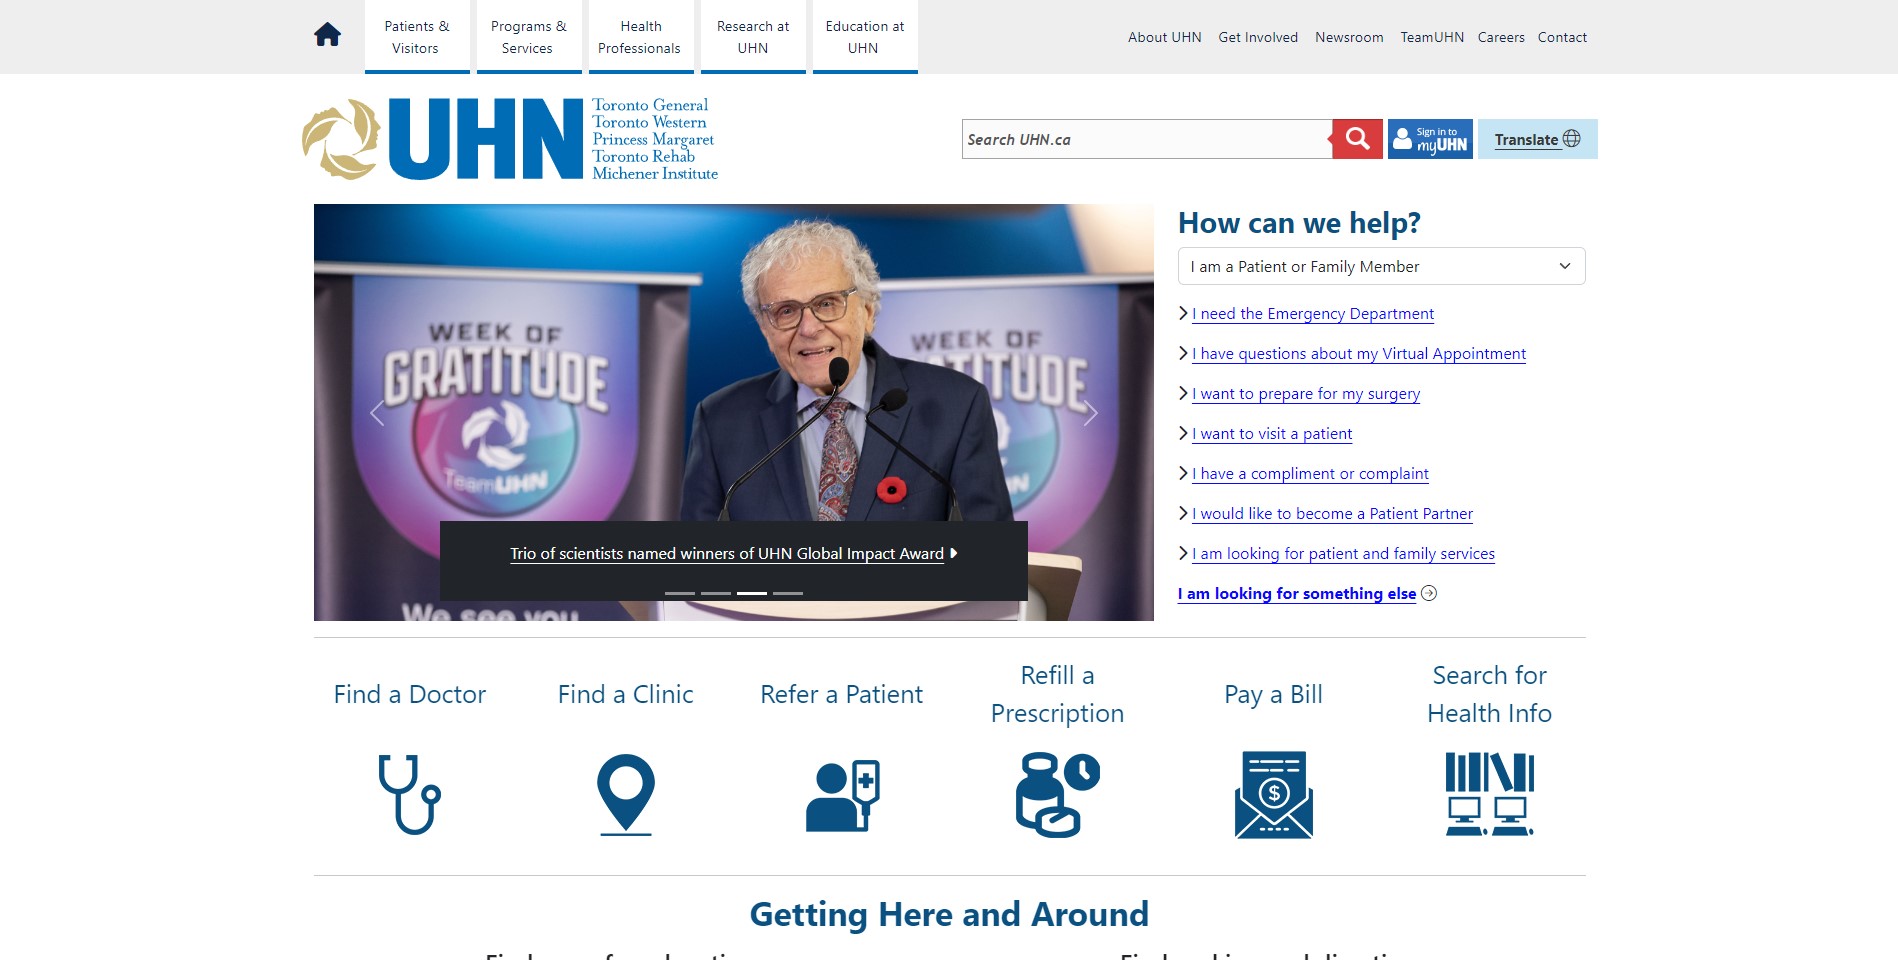 Patients &
Visitors
Programs &
Services
Health
Professionals
Research at
UHN
Education at
UHN
About UHN
Get Involved
Newsroom
TeamUHN
Careers
Contact
UHN
Toronto General
Toronto Western
Princess Margaret
Toronto Rehab
Michener Institute
Search UHN.ca
Sign in to
myUHN
Translate
WEEK OF
GRATITUDE
TeamUHN
WEEK OF
GRATITUDE
We see you
Trio of scientists named winners of UHN Global Impact Award
How can we help?
I am a Patient or Family Member
I need the Emergency Department
I have questions about my Virtual Appointment
I want to prepare for my surgery
I want to visit a patient
I have a compliment or complaint
I would like to become a Patient Partner
I am looking for patient and family services
I am looking for something else
Find a Doctor
Find a Clinic
Refer a Patient
Refill a
Prescription
Pay a Bill
Search for
Health Info
$
Getting Here and Around